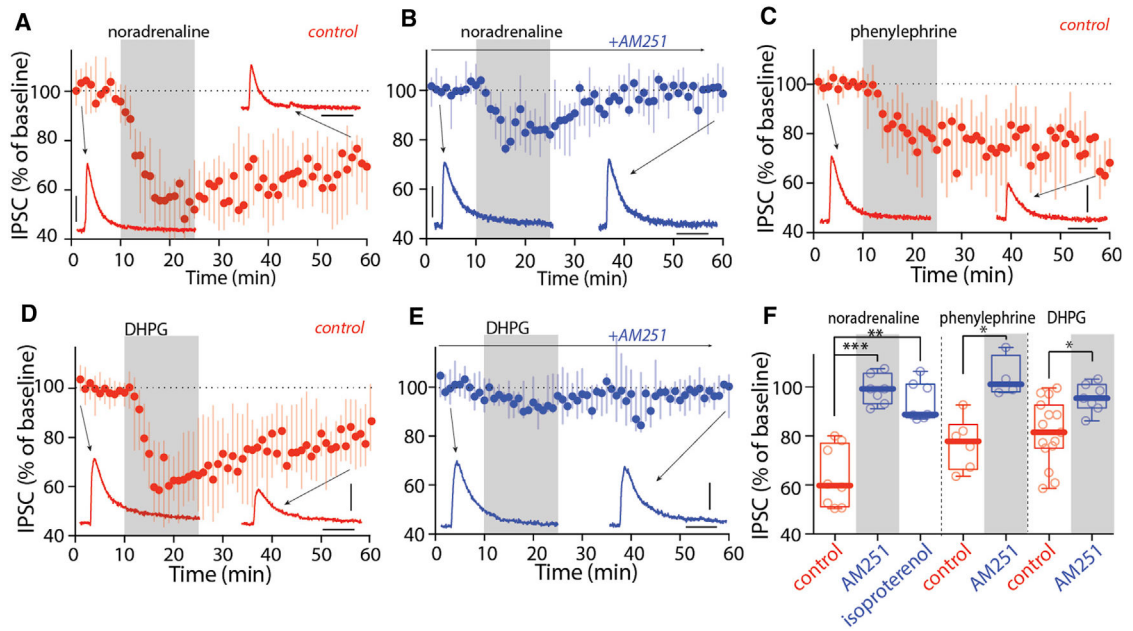 A
noradrenaline
control
IPSC (% of baseline)
100
80
60
40
0
10
20
30
40
50
60
Time (min)
B
noradrenaline
+AM251
100
80
60
40
0
10
20
30
40
50
60
Time (min)
C
phenylephrine
control
IPSC (% of baseline)
100
80
60
40
0
10
20
30
40
50
60
Time (min)
D
DHPG
control
IPSC (% of baseline)
100
80
60
40
0
10
20
30
40
50
60
Time (min)
E
DHPG
+AM251
100
80
60
40
0
10
20
30
40
50
60
Time (min)
F
noradrenaline
phenylephrine
DHPG
**
***
*
*
IPSC (% of baseline)
100
80
60
40
control
AM251
isoproterenol
control
AM251
control
AM251